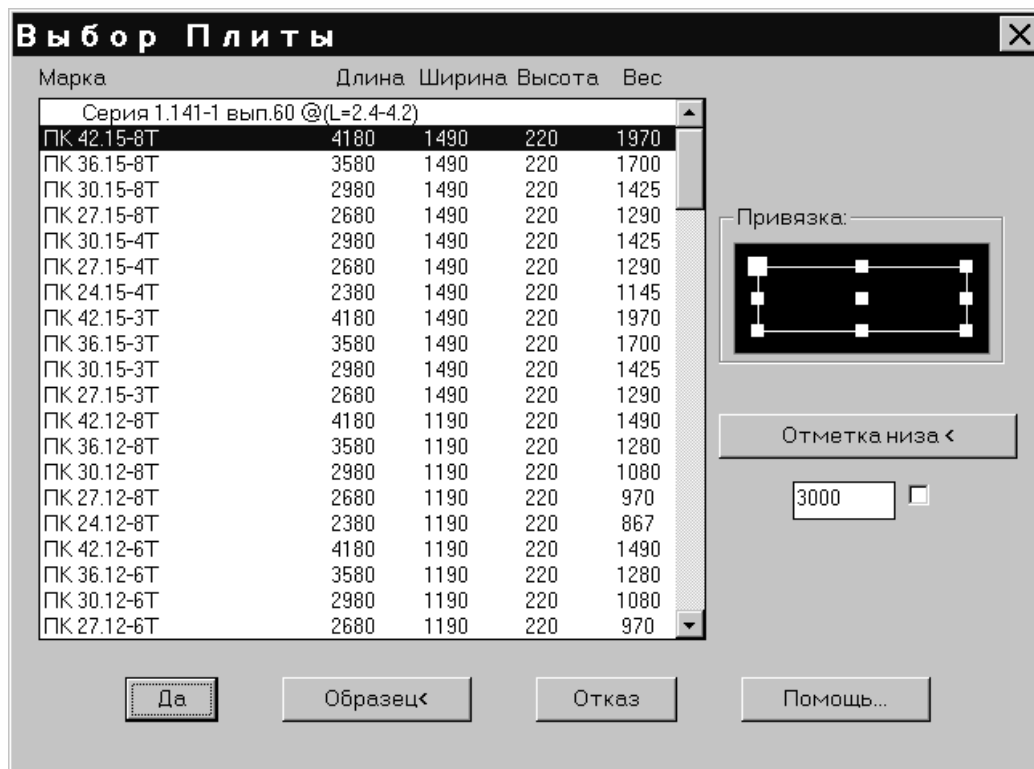 Выбор Плиты
Марка Длина Ширина Высота Вес
Серия 1.141-1 вып.60 @(L=2.4-4.2)
ПК 42.15-8Т 4180 1490 220 1970
ПК 36.15-8Т 3580 1490 220 1700
ПК 30.15-8Т 2980 1490 220 1425
ПК 27.15-8Т 2680 1490 220 1290
ПК 30.15-4Т 2980 1490 220 1425
ПК 27.15-4Т 2680 1490 220 1290
ПК 24.15-4Т 2380 1490 220 1145
ПК 42.15-3Т 4180 1490 220 1970
ПК 36.15-3Т 3580 1490 220 1700
ПК 30.15-3Т 2980 1490 220 1425
ПК 27.15-3Т 2680 1490 220 1290
ПК 42.12-8Т 4180 1190 220 1490
ПК 36.12-8Т 3580 1190 220 1280
ПК 30.12-8Т 2980 1190 220 1080
ПК 27.12-8Т 2680 1190 220 970
ПК 24.12-8Т 2380 1190 220 867
ПК 42.12-6Т 4180 1190 220 1490
ПК 36.12-6Т 3580 1190 220 1280
ПК 30.12-6Т 2980 1190 220 1080
ПК 27.12-6Т 2680 1190 220 970
Привязка:
Отметка низа <
3000
Да Образец< Отказ Помощь...